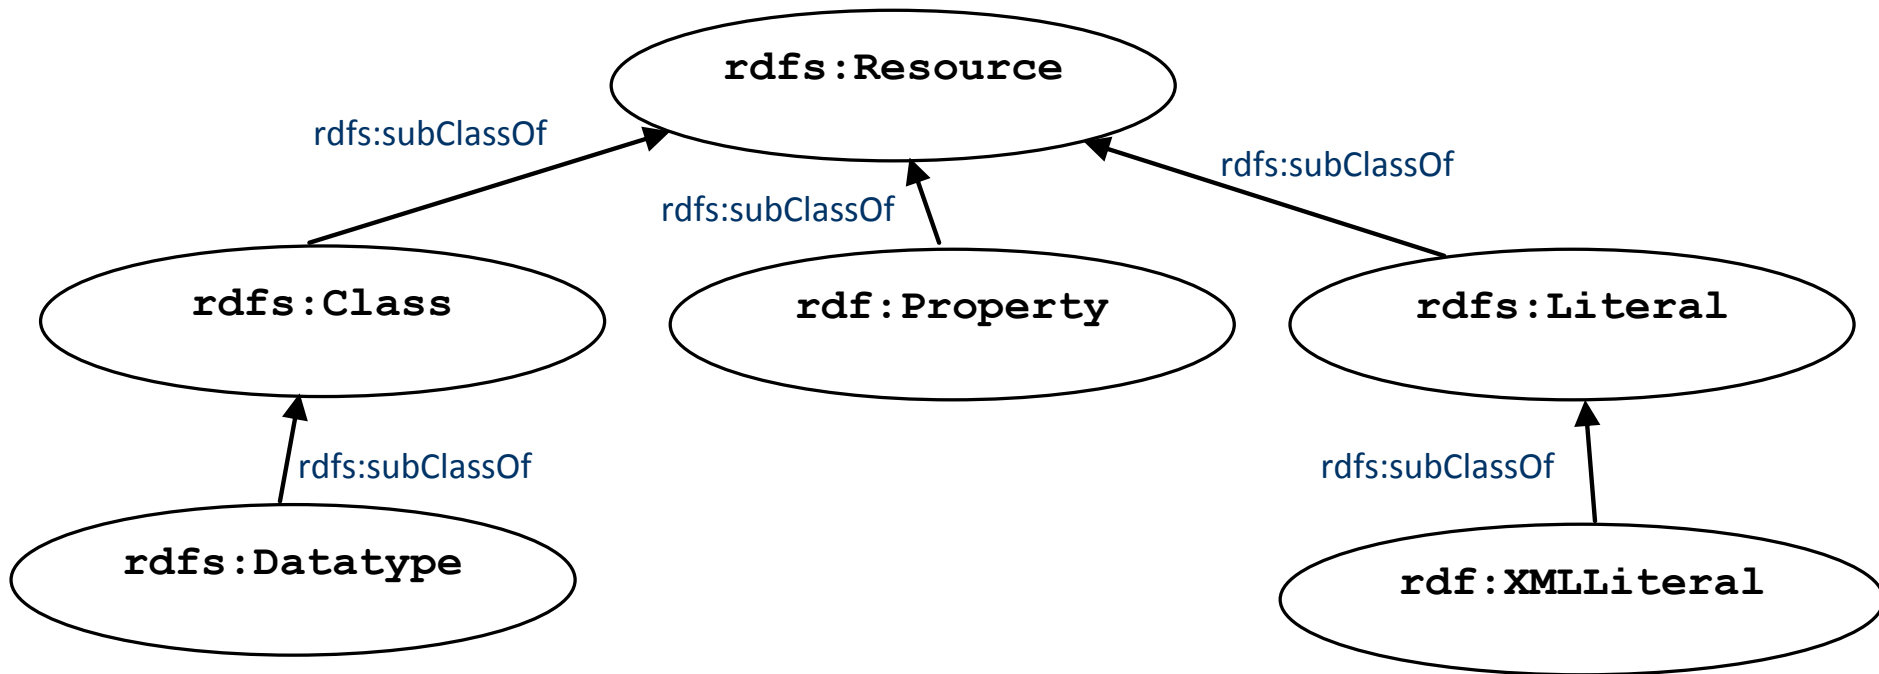 rdfs:Resource
rdfs:subClassOf
rdfs:subClassOf
rdfs:subClassOf
rdfs:Class
rdf:Property
rdfs:Literal
rdfs:subClassOf
rdfs:subClassOf
rdfs:Datatype
rdf:XMLLiteral